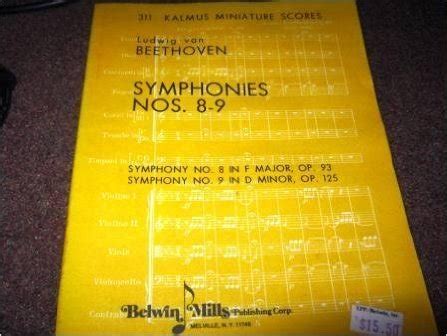 311 KALMUS MINIATURE SCORES
Ludwig van
BEETHOVEN
SYMPHONIES
NOS. 8-9
SYMPHONY NO. 8 IN F MAJOR, OP. 93
SYMPHONY NO. 9 IN D MINOR, OP. 125
Violino I
Violino II
Viola
Violoncello
Belwin Mills Publishing Corp.
MELVILLE, N. Y. 11746
$15.50